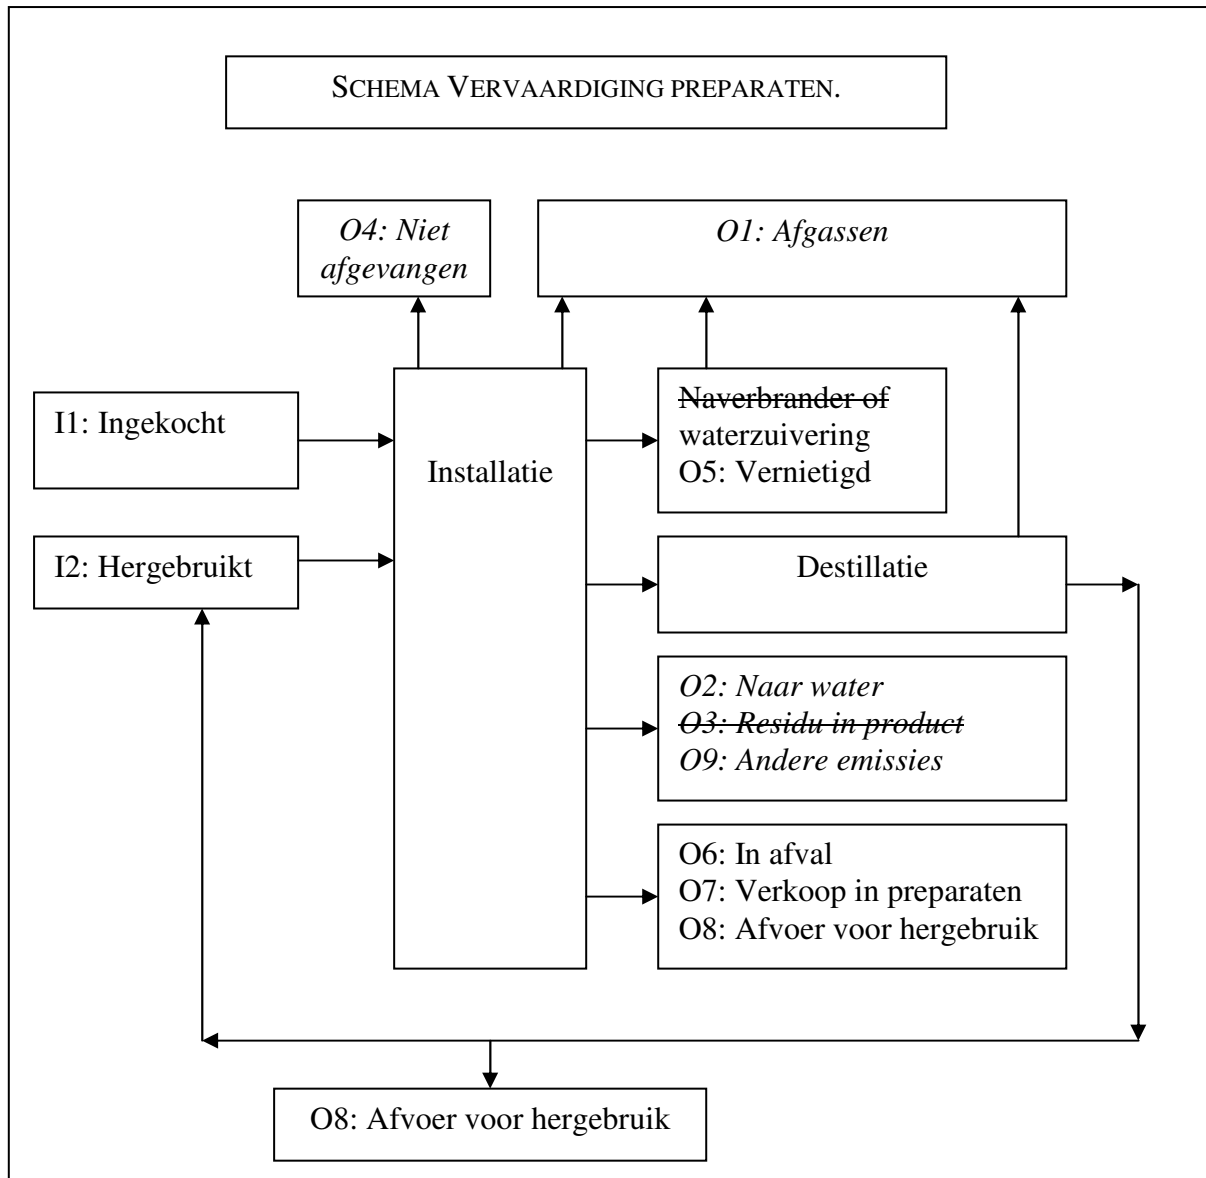 SCHEMA VERVAARDIGING PREPARATEN.
O4: Niet
afgevangen
O1: Afgassen
I1: Ingekocht
Installatie
Naverbrander of
waterzuivering
O5: Vernietigd
I2: Hergebruikt
Destillatie
O2: Naar water
O3: Residu in product
O9: Andere emissies
O6: In afval
O7: Verkoop in preparaten
O8: Afvoer voor hergebruik
O8: Afvoer voor hergebruik